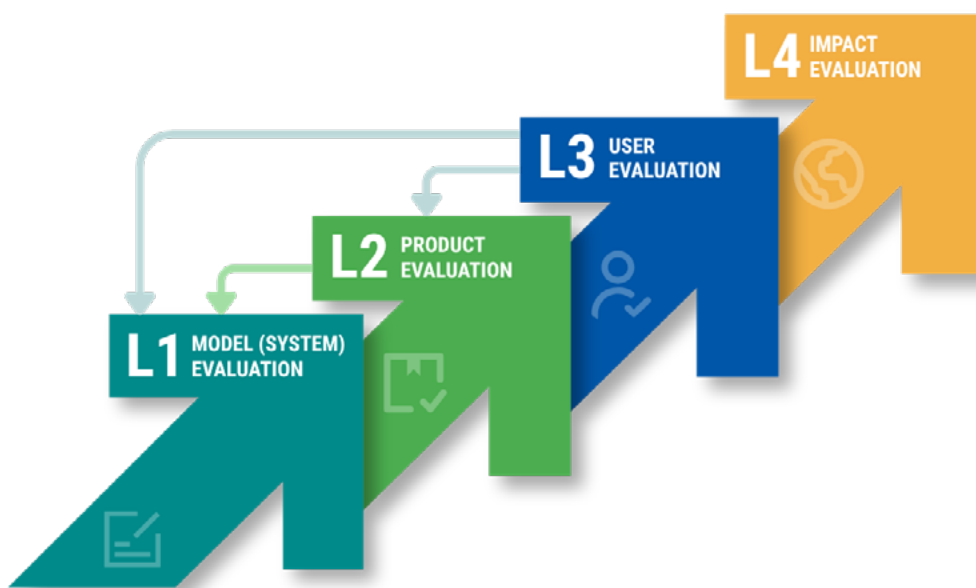 L4 IMPACT
EVALUATION
L3 USER
EVALUATION
L2 PRODUCT
EVALUATION
L1 MODEL (SYSTEM)
EVALUATION